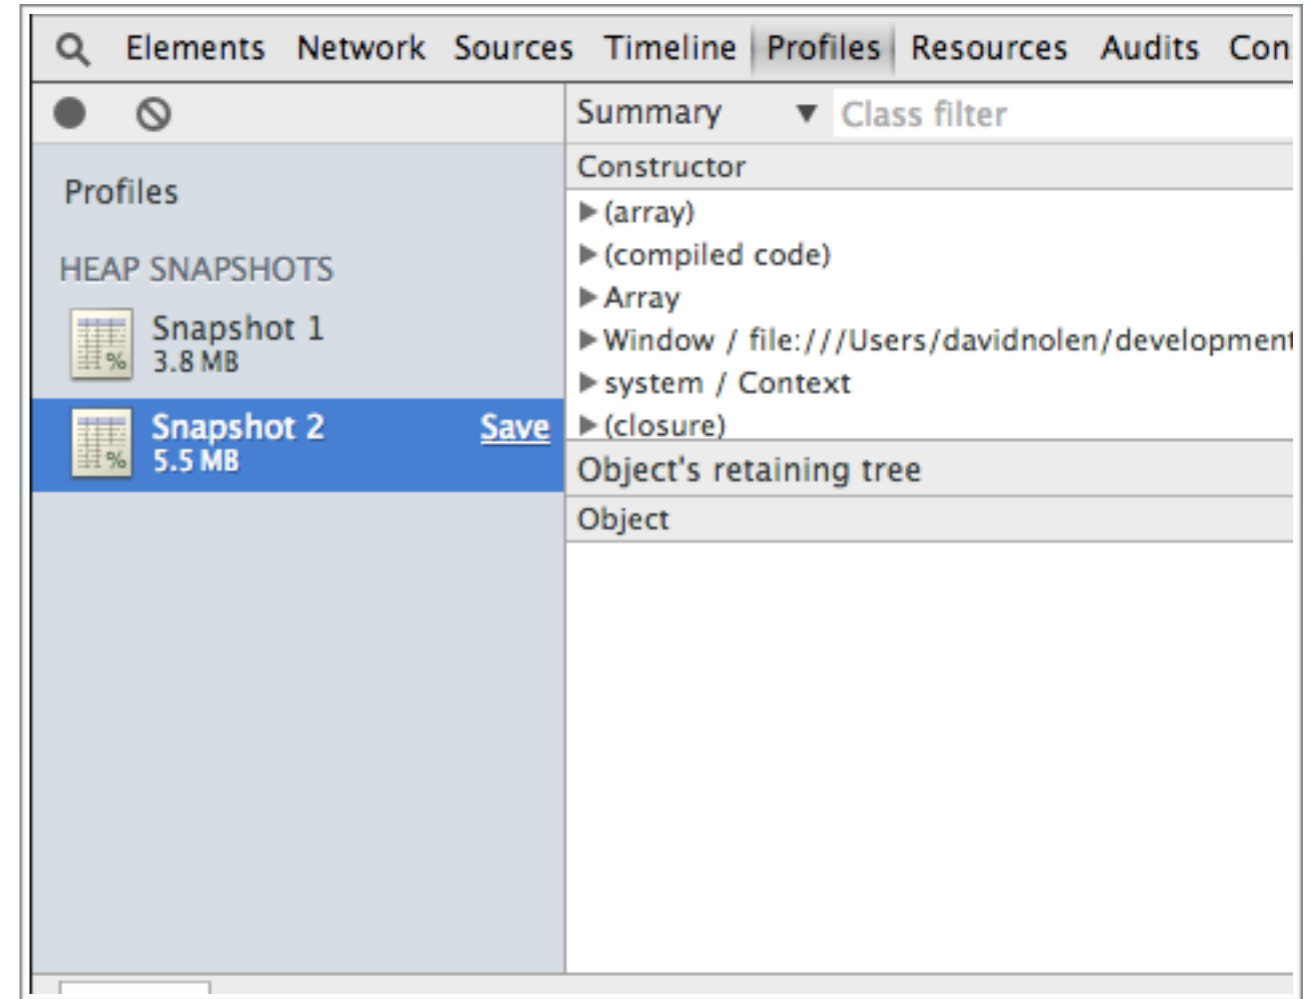 Elements Network Sources Timeline Profiles Resources Audits Con
Summary ▼ Class filter
Profiles
HEAP SNAPSHOTS
Snapshot 1
3.8 MB
Snapshot 2 Save
5.5 MB
Constructor
(array)
(compiled code)
Array
Window / file:///Users/davidnolen/development
system / Context
(closure)
Object's retaining tree
Object